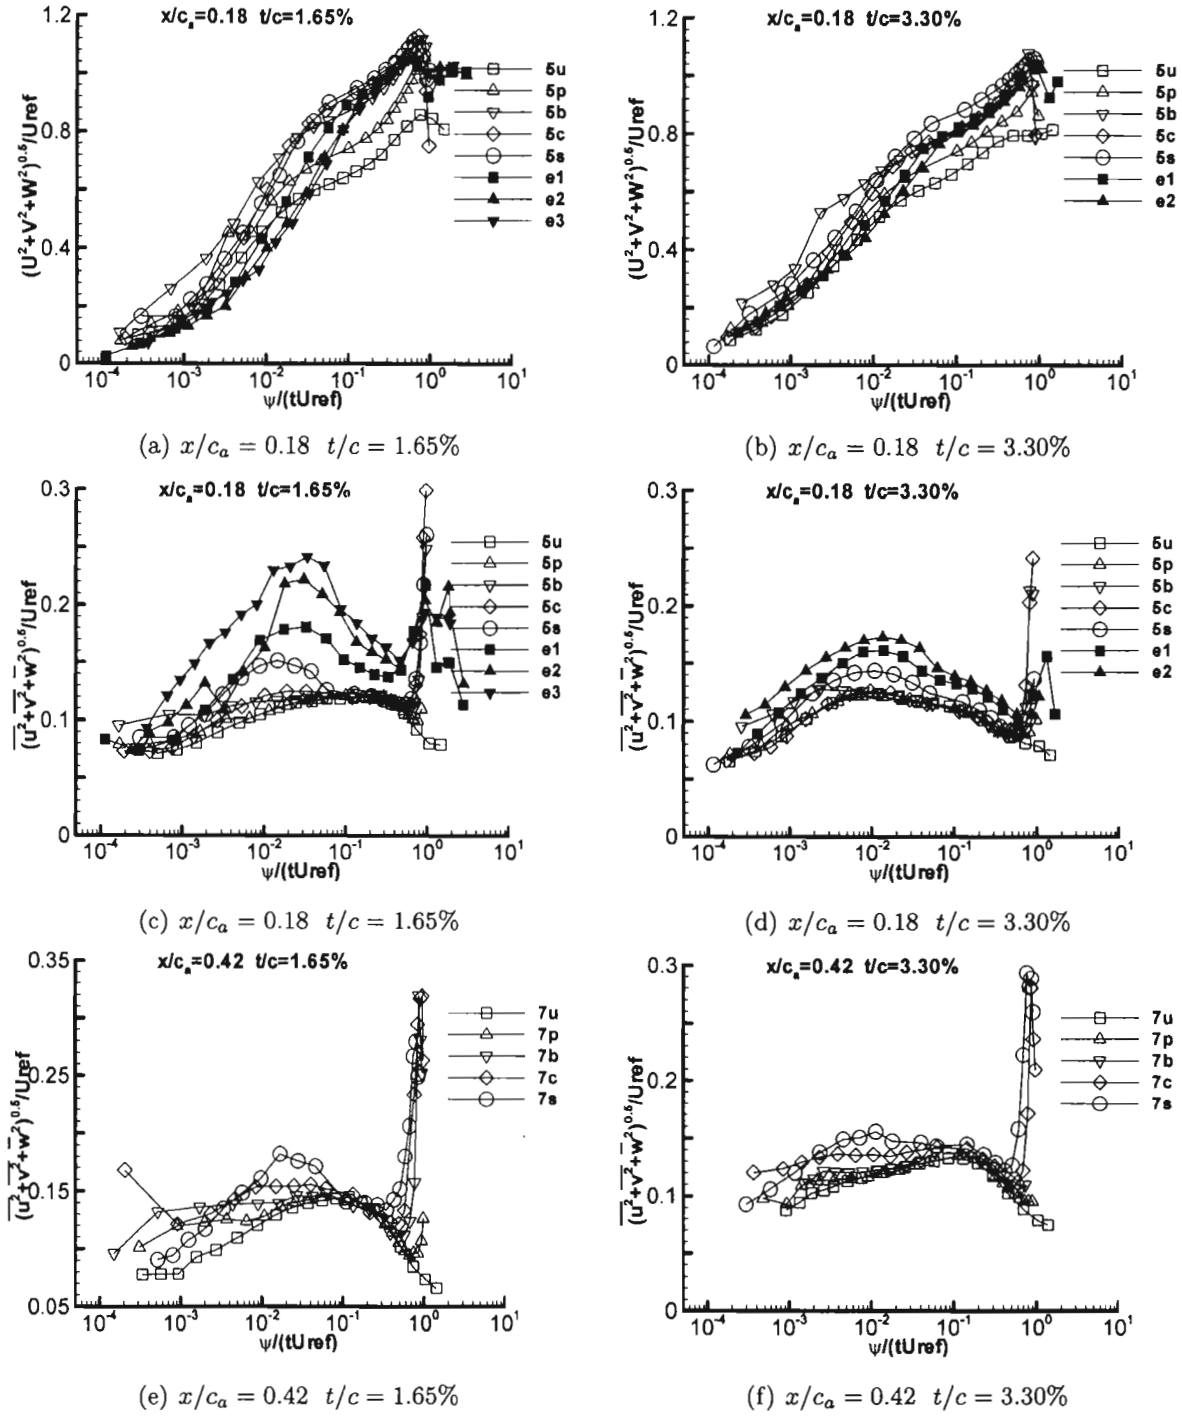 x/cₐ=0.18 t/c=1.65%
1.2
0.8
0.4
0
(U²+V²+W²)⁰·⁵/Uref
5u
5p
5b
5c
5s
e1
e2
e3
10⁻⁴ 10⁻³ 10⁻² 10⁻¹ 10⁰ 10¹
ψ/(tUref)
(a) x/cₐ = 0.18 t/c = 1.65%
x/cₐ=0.18 t/c=3.30%
1.2
0.8
0.4
0
(U²+V²+W²)⁰·⁵/Uref
5u
5p
5b
5c
5s
e1
e2
10⁻⁴ 10⁻³ 10⁻² 10⁻¹ 10⁰ 10¹
ψ/(tUref)
(b) x/cₐ = 0.18 t/c = 3.30%
x/cₐ=0.18 t/c=1.65%
0.3
0.2
0.1
0
(u²+v²+w²)⁰·⁵/Uref
5u
5p
5b
5c
5s
e1
e2
e3
10⁻⁴ 10⁻³ 10⁻² 10⁻¹ 10⁰ 10¹
ψ/(tUref)
(c) x/cₐ = 0.18 t/c = 1.65%
x/cₐ=0.18 t/c=3.30%
0.3
0.2
0.1
0
(u²+v²+w²)⁰·⁵/Uref
5u
5p
5b
5c
5s
e1
e2
10⁻⁴ 10⁻³ 10⁻² 10⁻¹ 10⁰ 10¹
ψ/(tUref)
(d) x/cₐ = 0.18 t/c = 3.30%
x/cₐ=0.42 t/c=1.65%
0.35
0.25
0.15
0.05
(u²+v²+w²)⁰·⁵/Uref
7u
7p
7b
7c
7s
10⁻⁴ 10⁻³ 10⁻² 10⁻¹ 10⁰ 10¹
ψ/(tUref)
(e) x/cₐ = 0.42 t/c = 1.65%
x/cₐ=0.42 t/c=3.30%
0.3
0.2
0.1
0
(u²+v²+w²)⁰·⁵/Uref
7u
7p
7b
7c
7s
10⁻⁴ 10⁻³ 10⁻² 10⁻¹ 10⁰ 10¹
ψ/(tUref)
(f) x/cₐ = 0.42 t/c = 3.30%